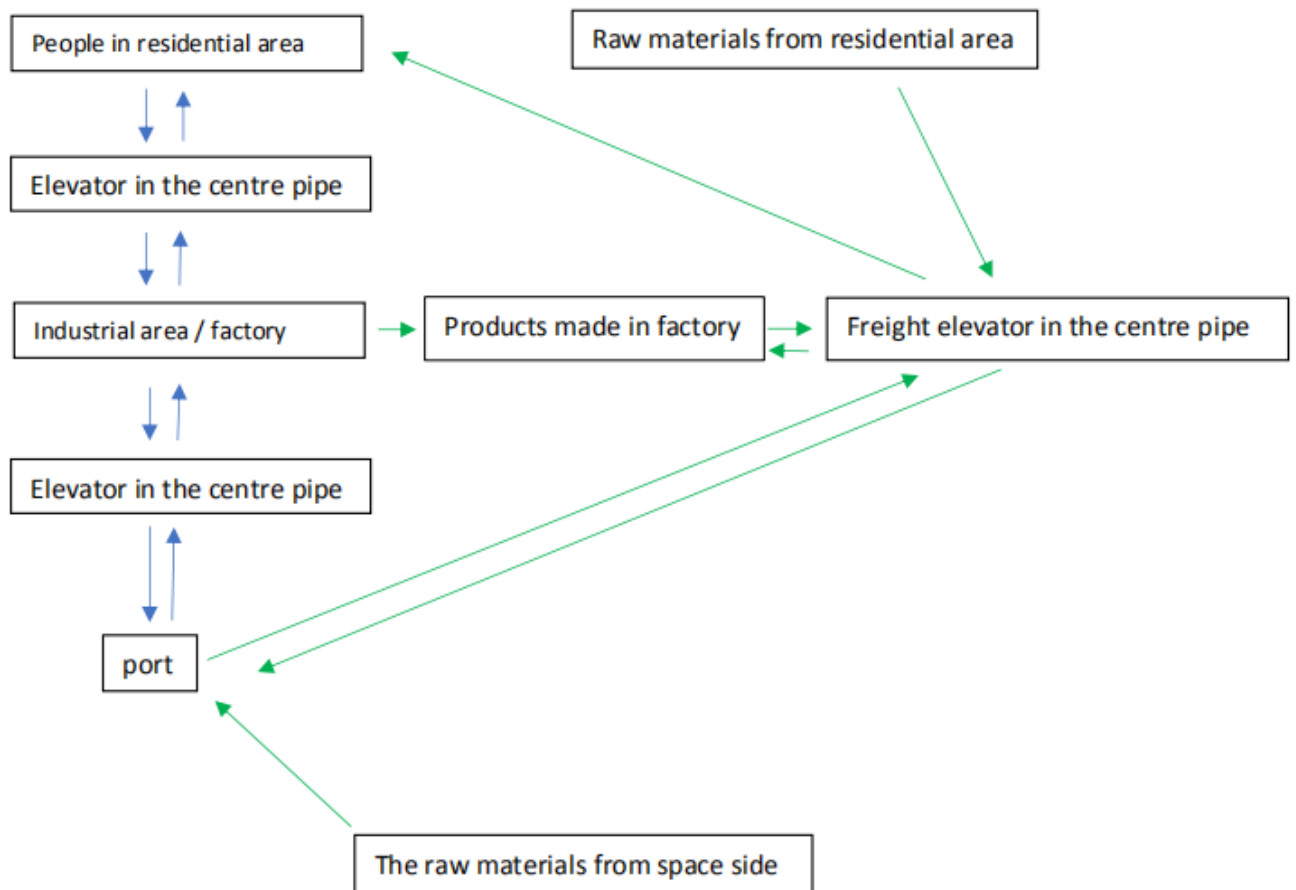 People in residential area
Raw materials from residential area
Elevator in the centre pipe
Industrial area / factory
Products made in factory
Freight elevator in the centre pipe
Elevator in the centre pipe
port
The raw materials from space side